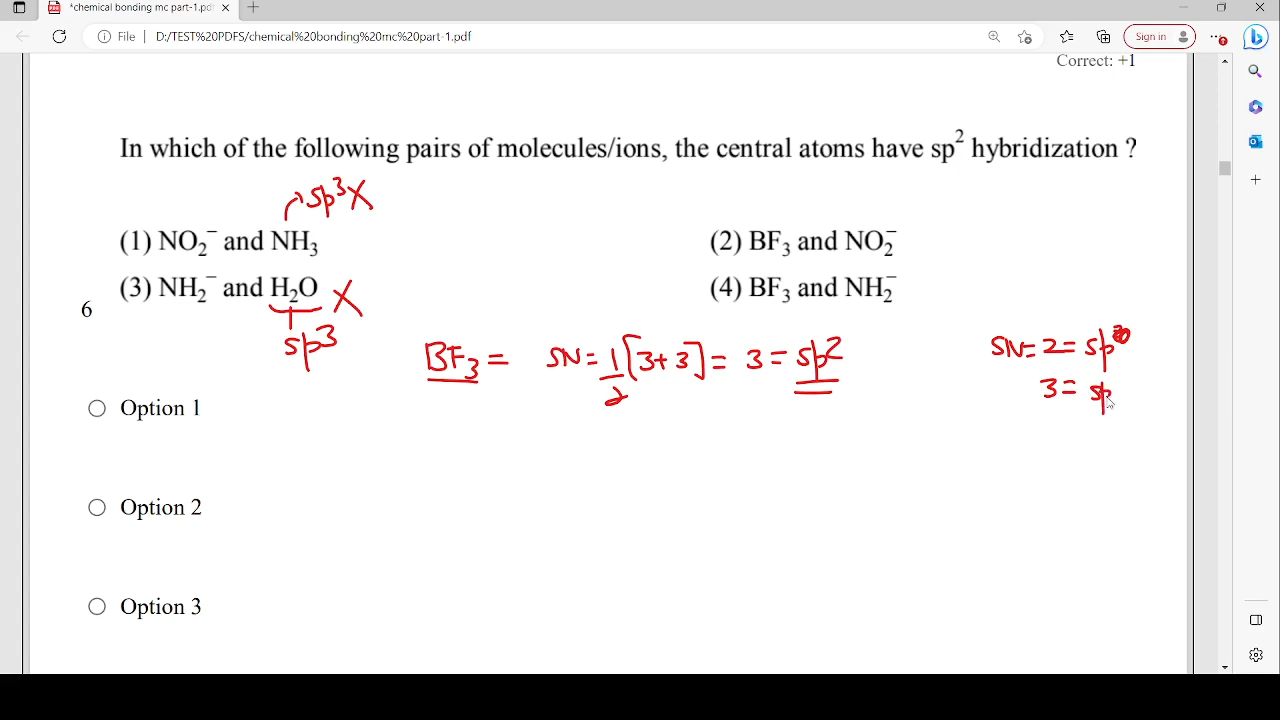 *chemical bonding mc part-1.pdf
File | D:/TEST%20PDFS/chemical%20bonding%20mc%20part-1.pdf
Sign in
Correct: +1
In which of the following pairs of molecules/ions, the central atoms have sp² hybridization ?
sp³ X
(1) NO₂⁻ and NH₃ (2) BF₃ and NO₂⁻
(3) NH₂⁻ and H₂O X (4) BF₃ and NH₂⁻
6
sp³
BF₃ = SN = 1/2 [3+3] = 3 = sp²
SN = 2 = sp
3 = sp
Option 1
Option 2
Option 3